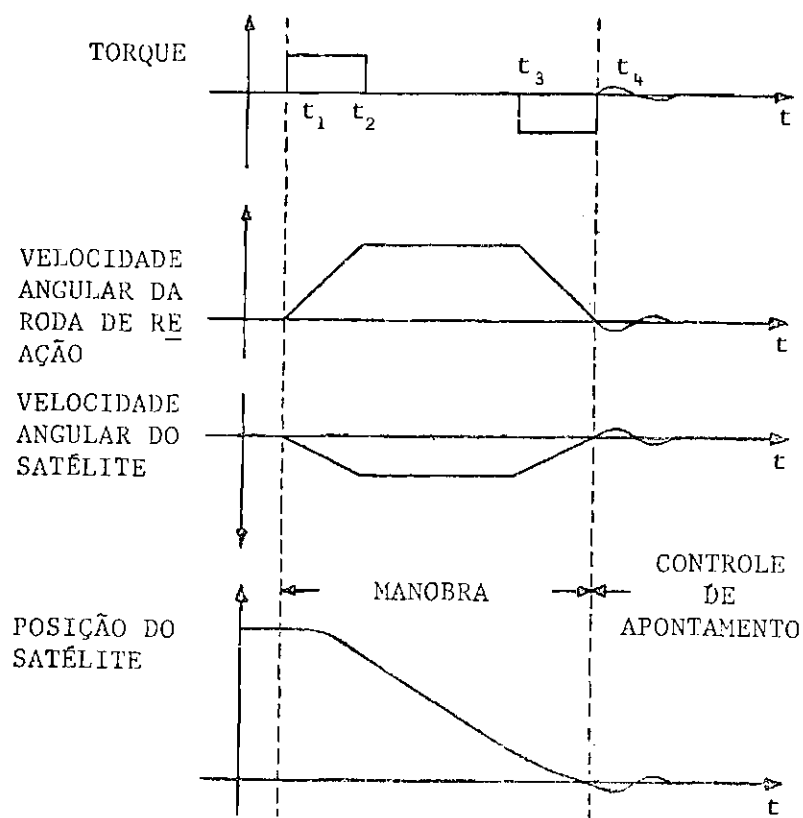 TORQUE
t₁ t₂ t₃ t₄
t
VELOCIDADE
ANGULAR DA
RODA DE RE
AÇÃO
t
VELOCIDADE
ANGULAR DO
SATÉLITE
t
MANOBRA
CONTROLE
DE
APONTAMENTO
POSIÇÃO DO
SATÉLITE
t